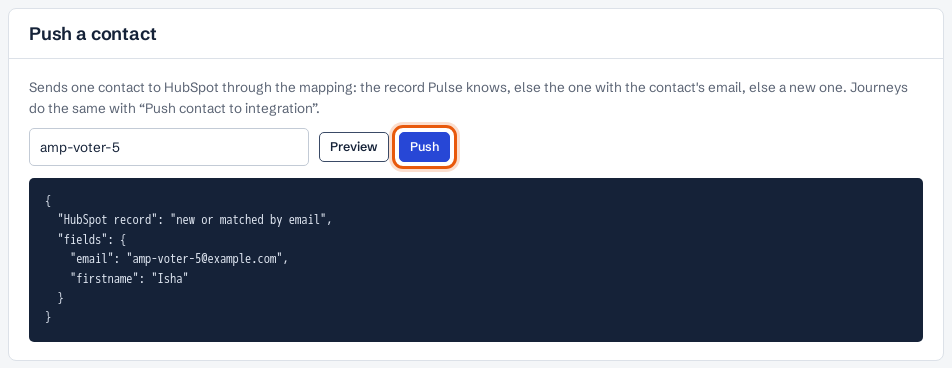 Push a contact
Sends one contact to HubSpot through the mapping: the record Pulse knows, else the one with the contact's email, else a new one. Journeys
do the same with “Push contact to integration”.
amp-voter-5
Preview
Push
{
  "HubSpot record": "new or matched by email",
  "fields": {
    "email": "amp-voter-5@example.com",
    "firstname": "Isha"
  }
}